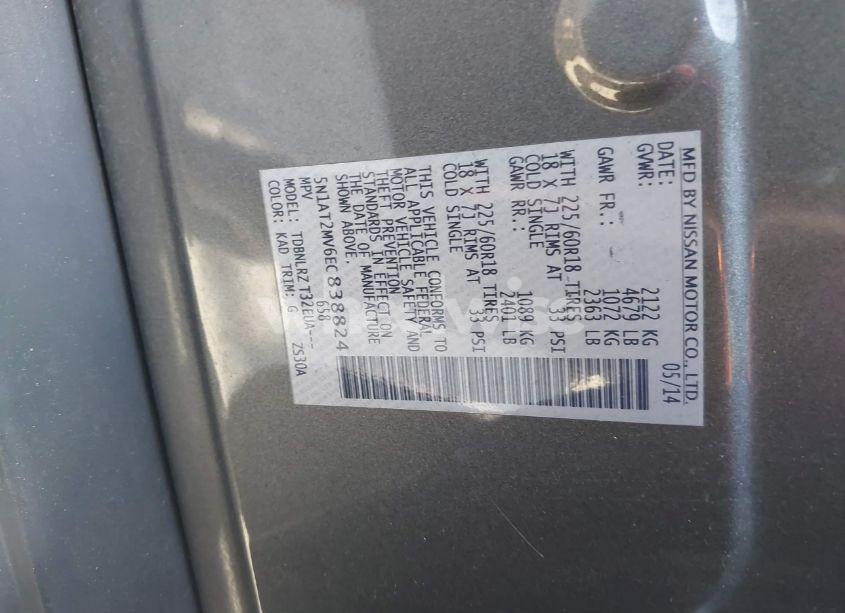 MFD BY NISSAN MOTOR CO., LTD.
DATE: 05/14
GVWR: 2122 KG
4679 LB
GAWR FR.: 1072 KG
2363 LB
WITH 225/60R18 TIRES
18 X 7J RIMS AT 33 PSI
COLD SINGLE
GAWR RR.: 1089 KG
2401 LB
WITH 225/60R18 TIRES
18 X 7J RIMS AT 33 PSI
COLD SINGLE
THIS VEHICLE CONFORMS TO
ALL APPLICABLE FEDERAL
MOTOR VEHICLE SAFETY AND
THEFT PREVENTION
STANDARDS IN EFFECT ON
THE DATE OF MANUFACTURE
SHOWN ABOVE.
5N1AT2MV6EC838824
MPV 658
MODEL: TDBNLRZ T32EUA---
COLOR: KAD TRIM: G ZS30A